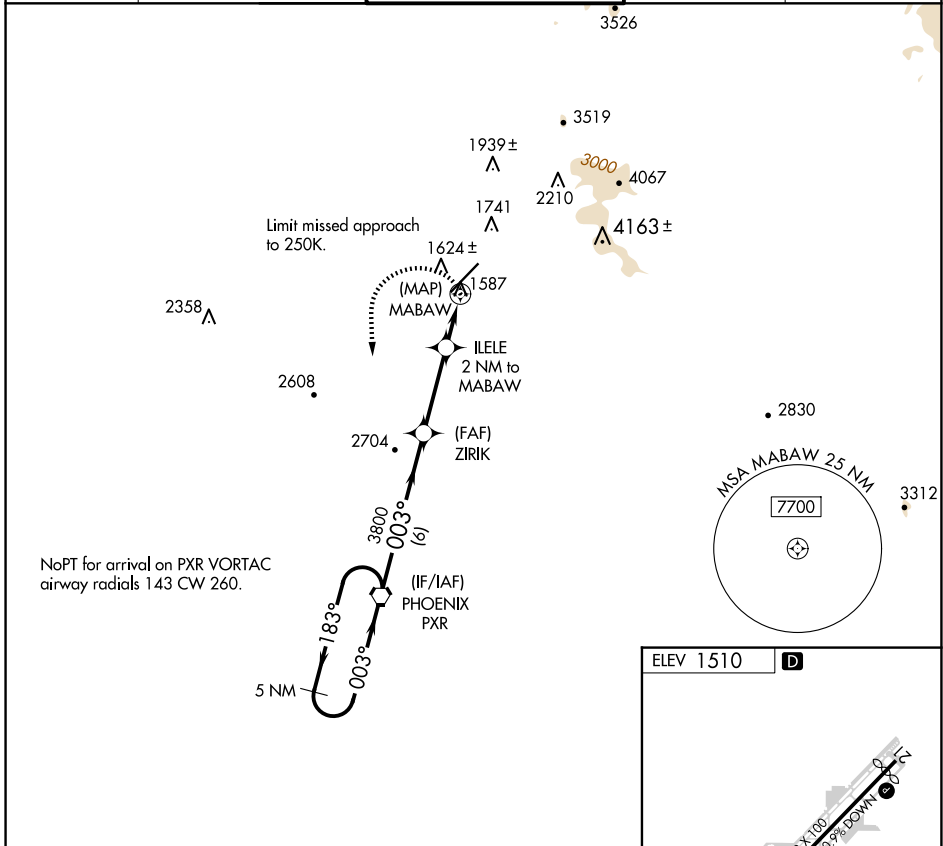 3526
3519
1939 ±
3000
4067
2210
1741
4163 ±
Limit missed approach
to 250K.
1624 ±
1587
(MAP)
MABAW
2358
ILELE
2 NM to
MABAW
2608
2830
(FAF)
ZIRIK
2704
MSA MABAW 25 NM
7700
3312
3800
003°
(6)
NoPT for arrival on PXR VORTAC
airway radials 143 CW 260.
(IF/IAF)
PHOENIX
PXR
183°
003°
5 NM
ELEV 1510
D
21
P
X 100
0.9% DOWN